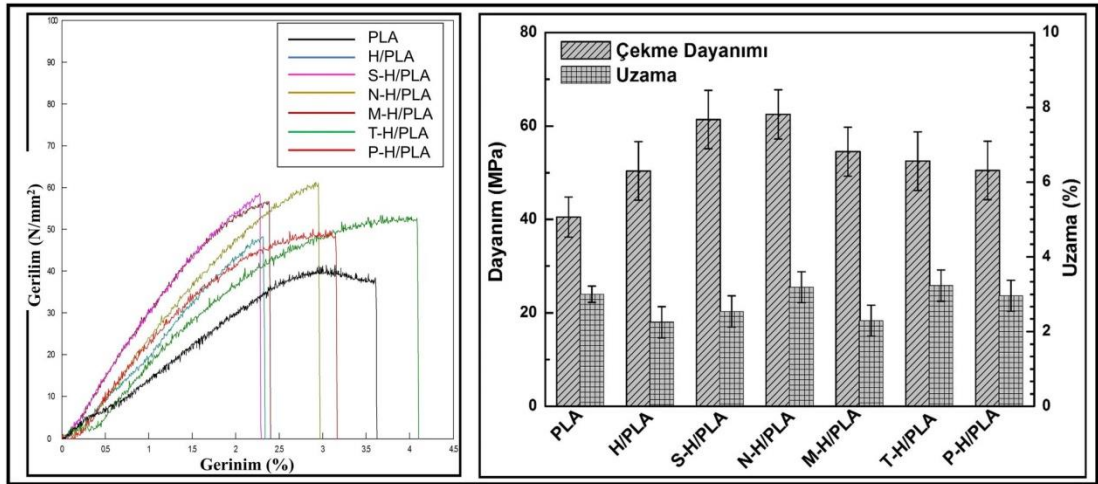 100
90
80
70
60
50
40
30
20
10
0
Gerilim (N/mm²)
0 0.5 1 1.5 2 2.5 3 3.5 4 4.5
Gerinim (%)
PLA
H/PLA
S-H/PLA
N-H/PLA
M-H/PLA
T-H/PLA
P-H/PLA
80
60
40
20
0
Dayanım (MPa)
Çekme Dayanımı
Uzama
10
8
6
4
2
0
Uzama (%)
PLA
H/PLA
S-H/PLA
N-H/PLA
M-H/PLA
T-H/PLA
P-H/PLA